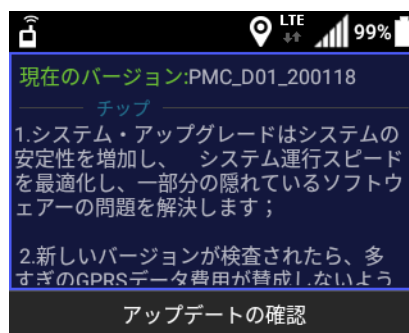 LTE 99%
現在のバージョン:PMC_D01_200118
チップ
1.システム・アップグレードはシステムの
安定性を増加し、 システム運行スピード
を最適化し、一部分の隠れているソフトウ
ェアーの問題を解決します；
2.新しいバージョンが検査されたら、多
すぎのGPRSデータ費用が賛成しないよう
アップデートの確認